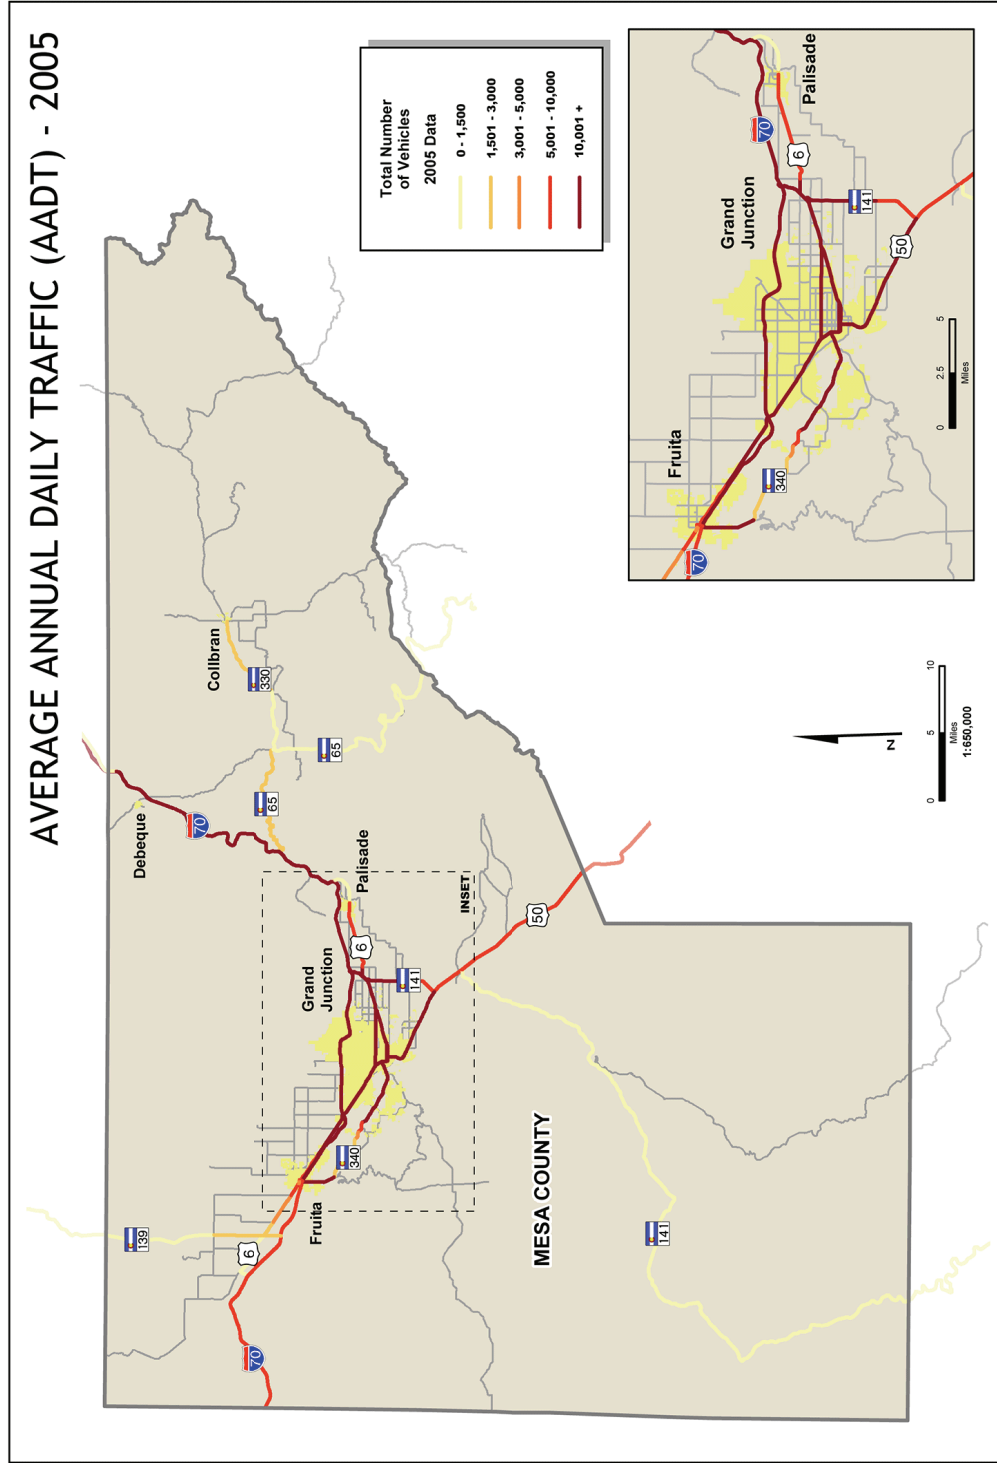 AVERAGE ANNUAL DAILY TRAFFIC (AADT) - 2005
Total Number
of Vehicles
2005 Data
0 - 1,500
1,501 - 3,000
3,001 - 5,000
5,001 - 10,000
10,001 +
Debeque
70
Collbran
330
65
65
139
6
70
Fruita
340
Grand
Junction
6
Palisade
141
INSET
50
MESA COUNTY
141
N
0
5
10
Miles
1:650,000
Fruita
70
340
Grand
Junction
70
6
Palisade
141
50
0
2.5
5
Miles